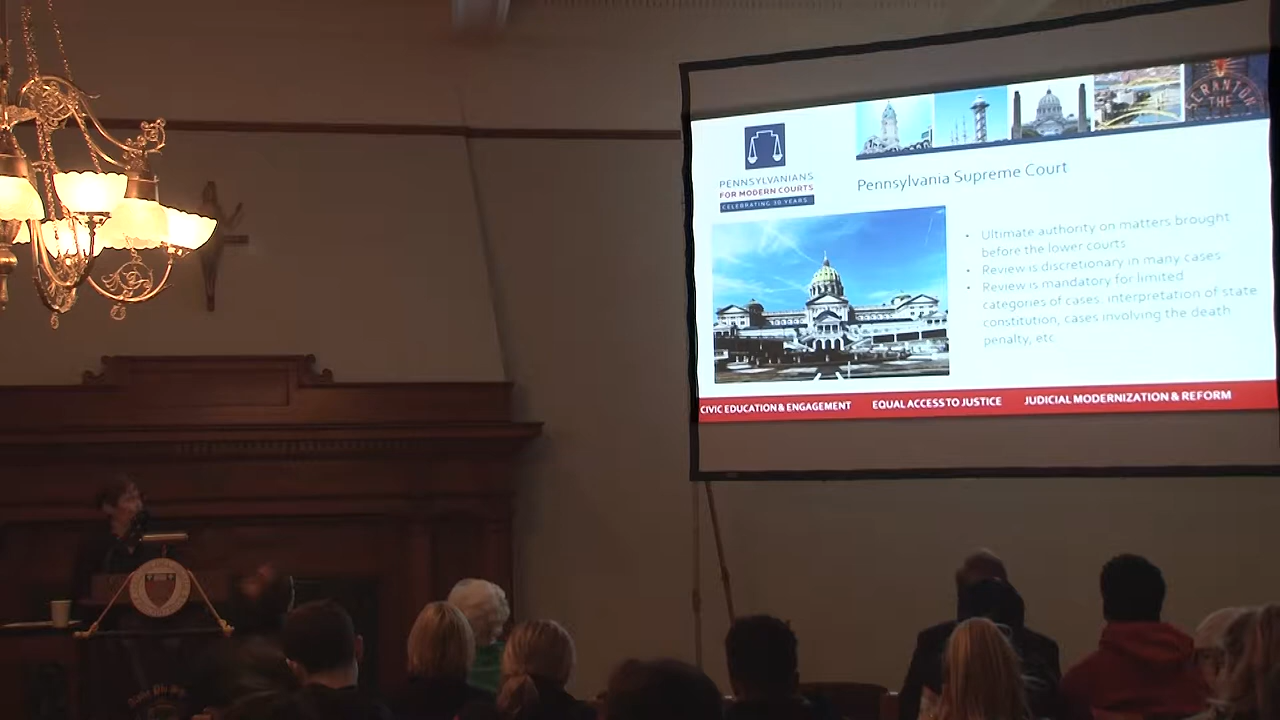 SCRANTON
THE
PENNSYLVANIANS
FOR MODERN COURTS
CELEBRATING 30 YEARS
Pennsylvania Supreme Court
• Ultimate authority on matters brought
before the lower courts
• Review is discretionary in many cases
• Review is mandatory for limited
categories of cases: interpretation of state
constitution, cases involving the death
penalty, etc
CIVIC EDUCATION & ENGAGEMENT EQUAL ACCESS TO JUSTICE JUDICIAL MODERNIZATION & REFORM